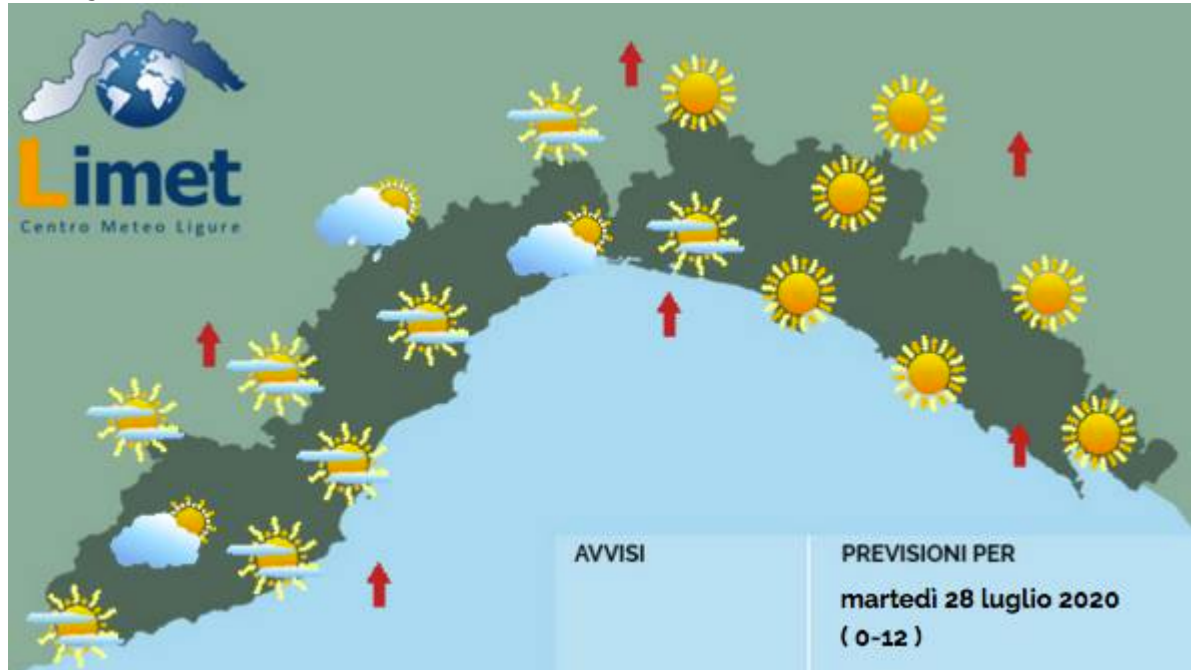 Limet
Centro Meteo Ligure
AVVISI
PREVISIONI PER
martedì 28 luglio 2020
( 0-12 )